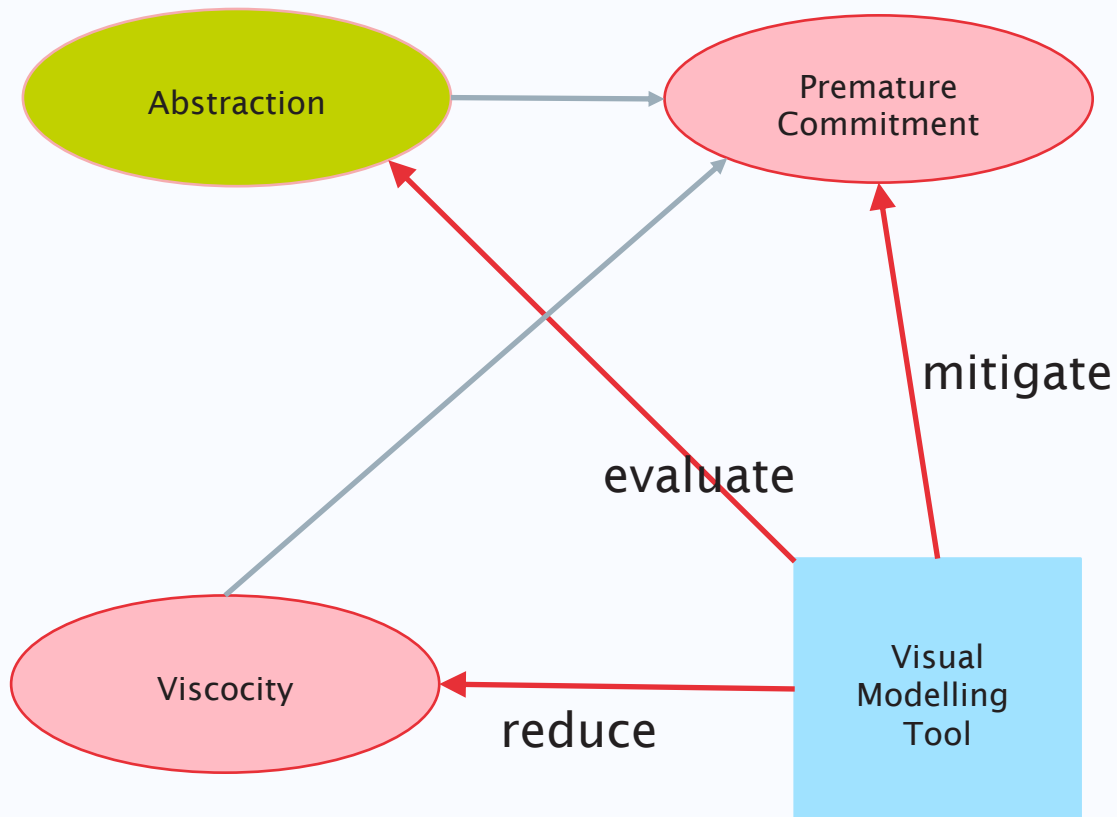 Abstraction
Premature
Commitment
mitigate
evaluate
Viscocity
reduce
Visual
Modelling
Tool